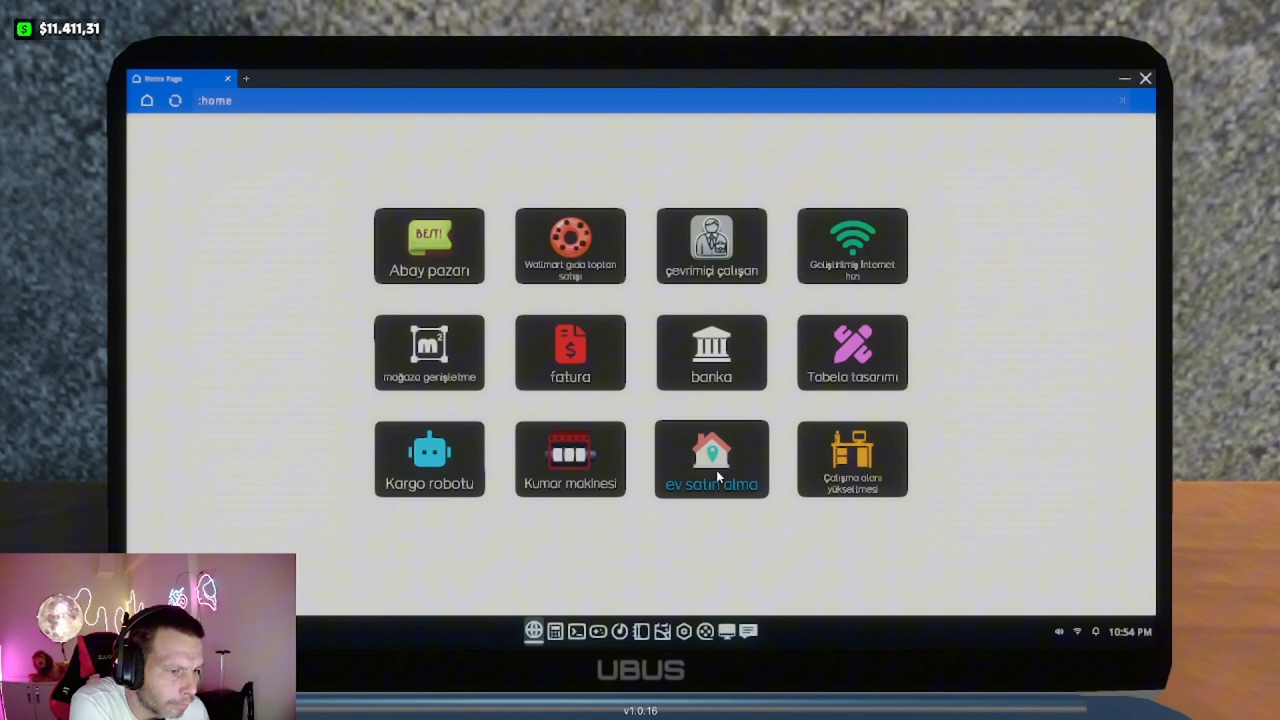 $11.411,31
Home Page
:home
BEST!
Abay pazarı
Wallmart gıda toptan
satışı
çevrimiçi çalışan
Geliştirilmiş İnternet
hızı
m²
mağaza genişletme
fatura
banka
Tabela tasarımı
Kargo robotu
Kumar makinesi
ev satın alma
Çalışma alanı
yükseltmesi
10:54 PM
UBUS
v1.0.16